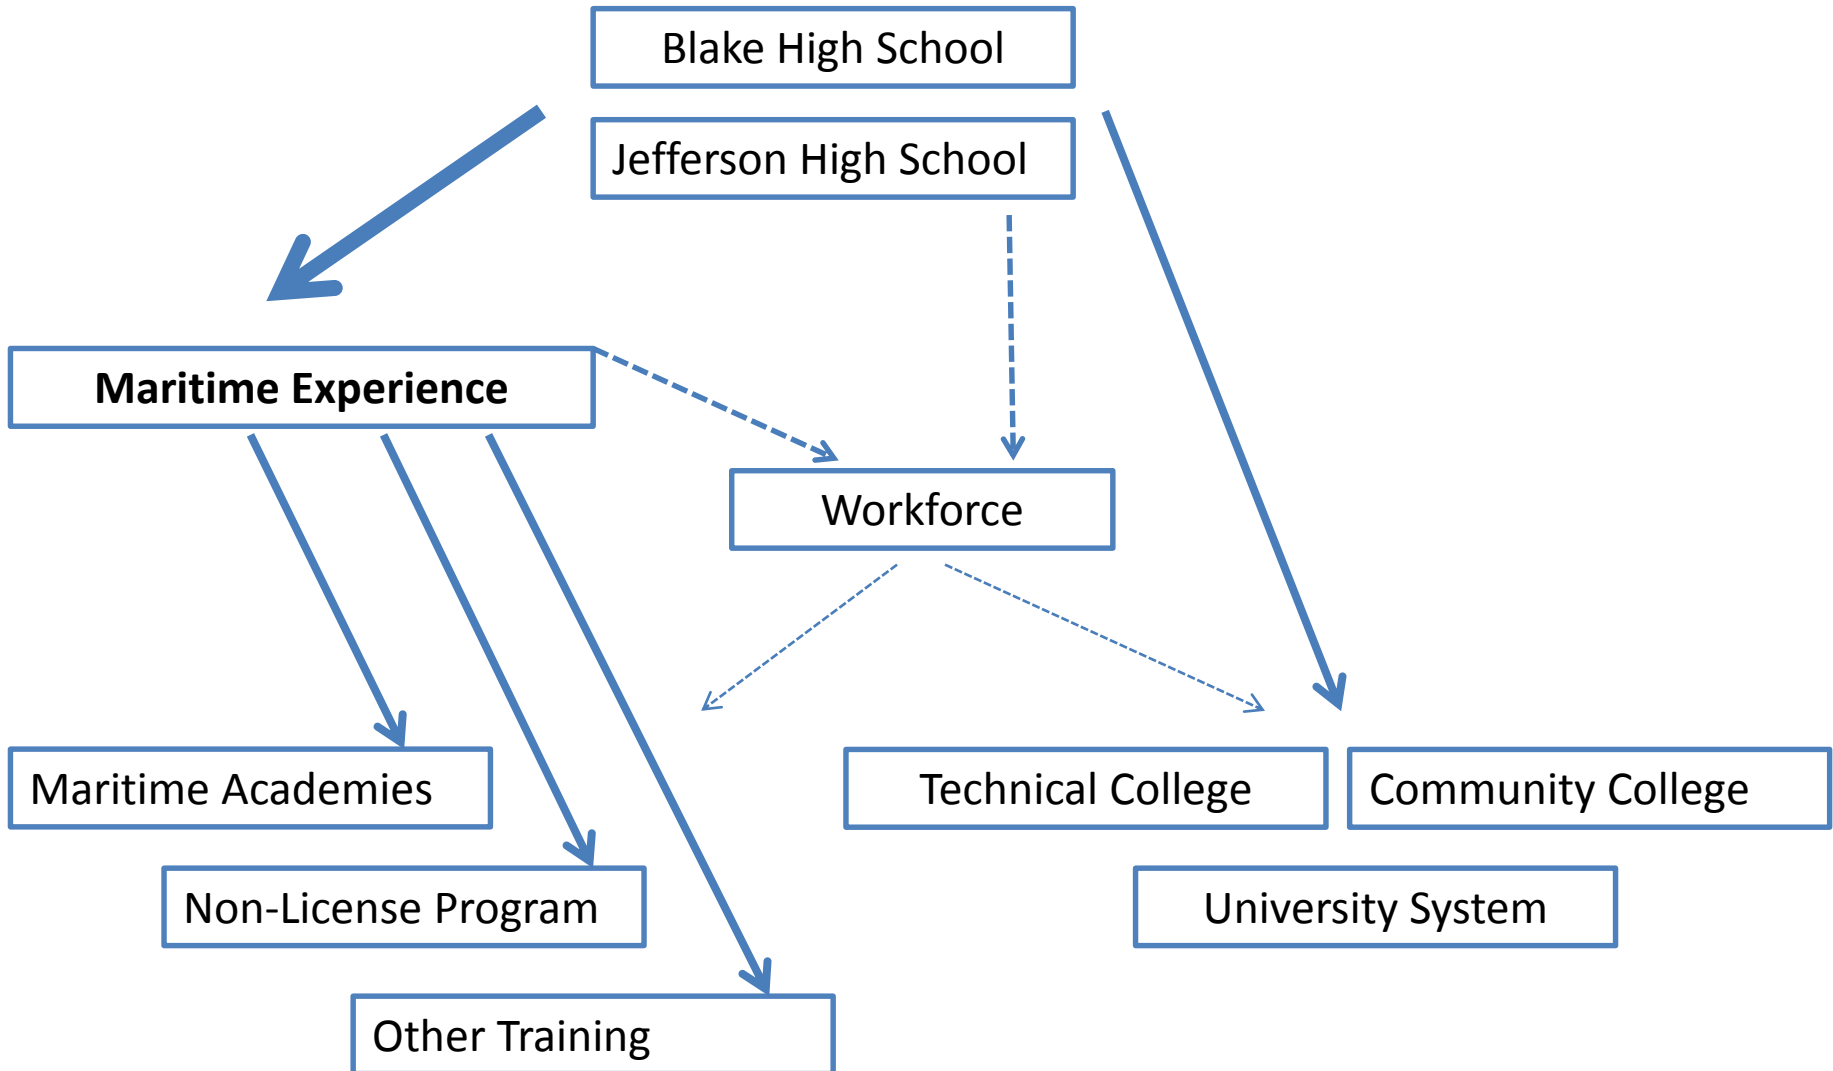 Blake High School
Jefferson High School
Maritime Experience
Workforce
Maritime Academies
Technical College
Community College
Non-License Program
University System
Other Training